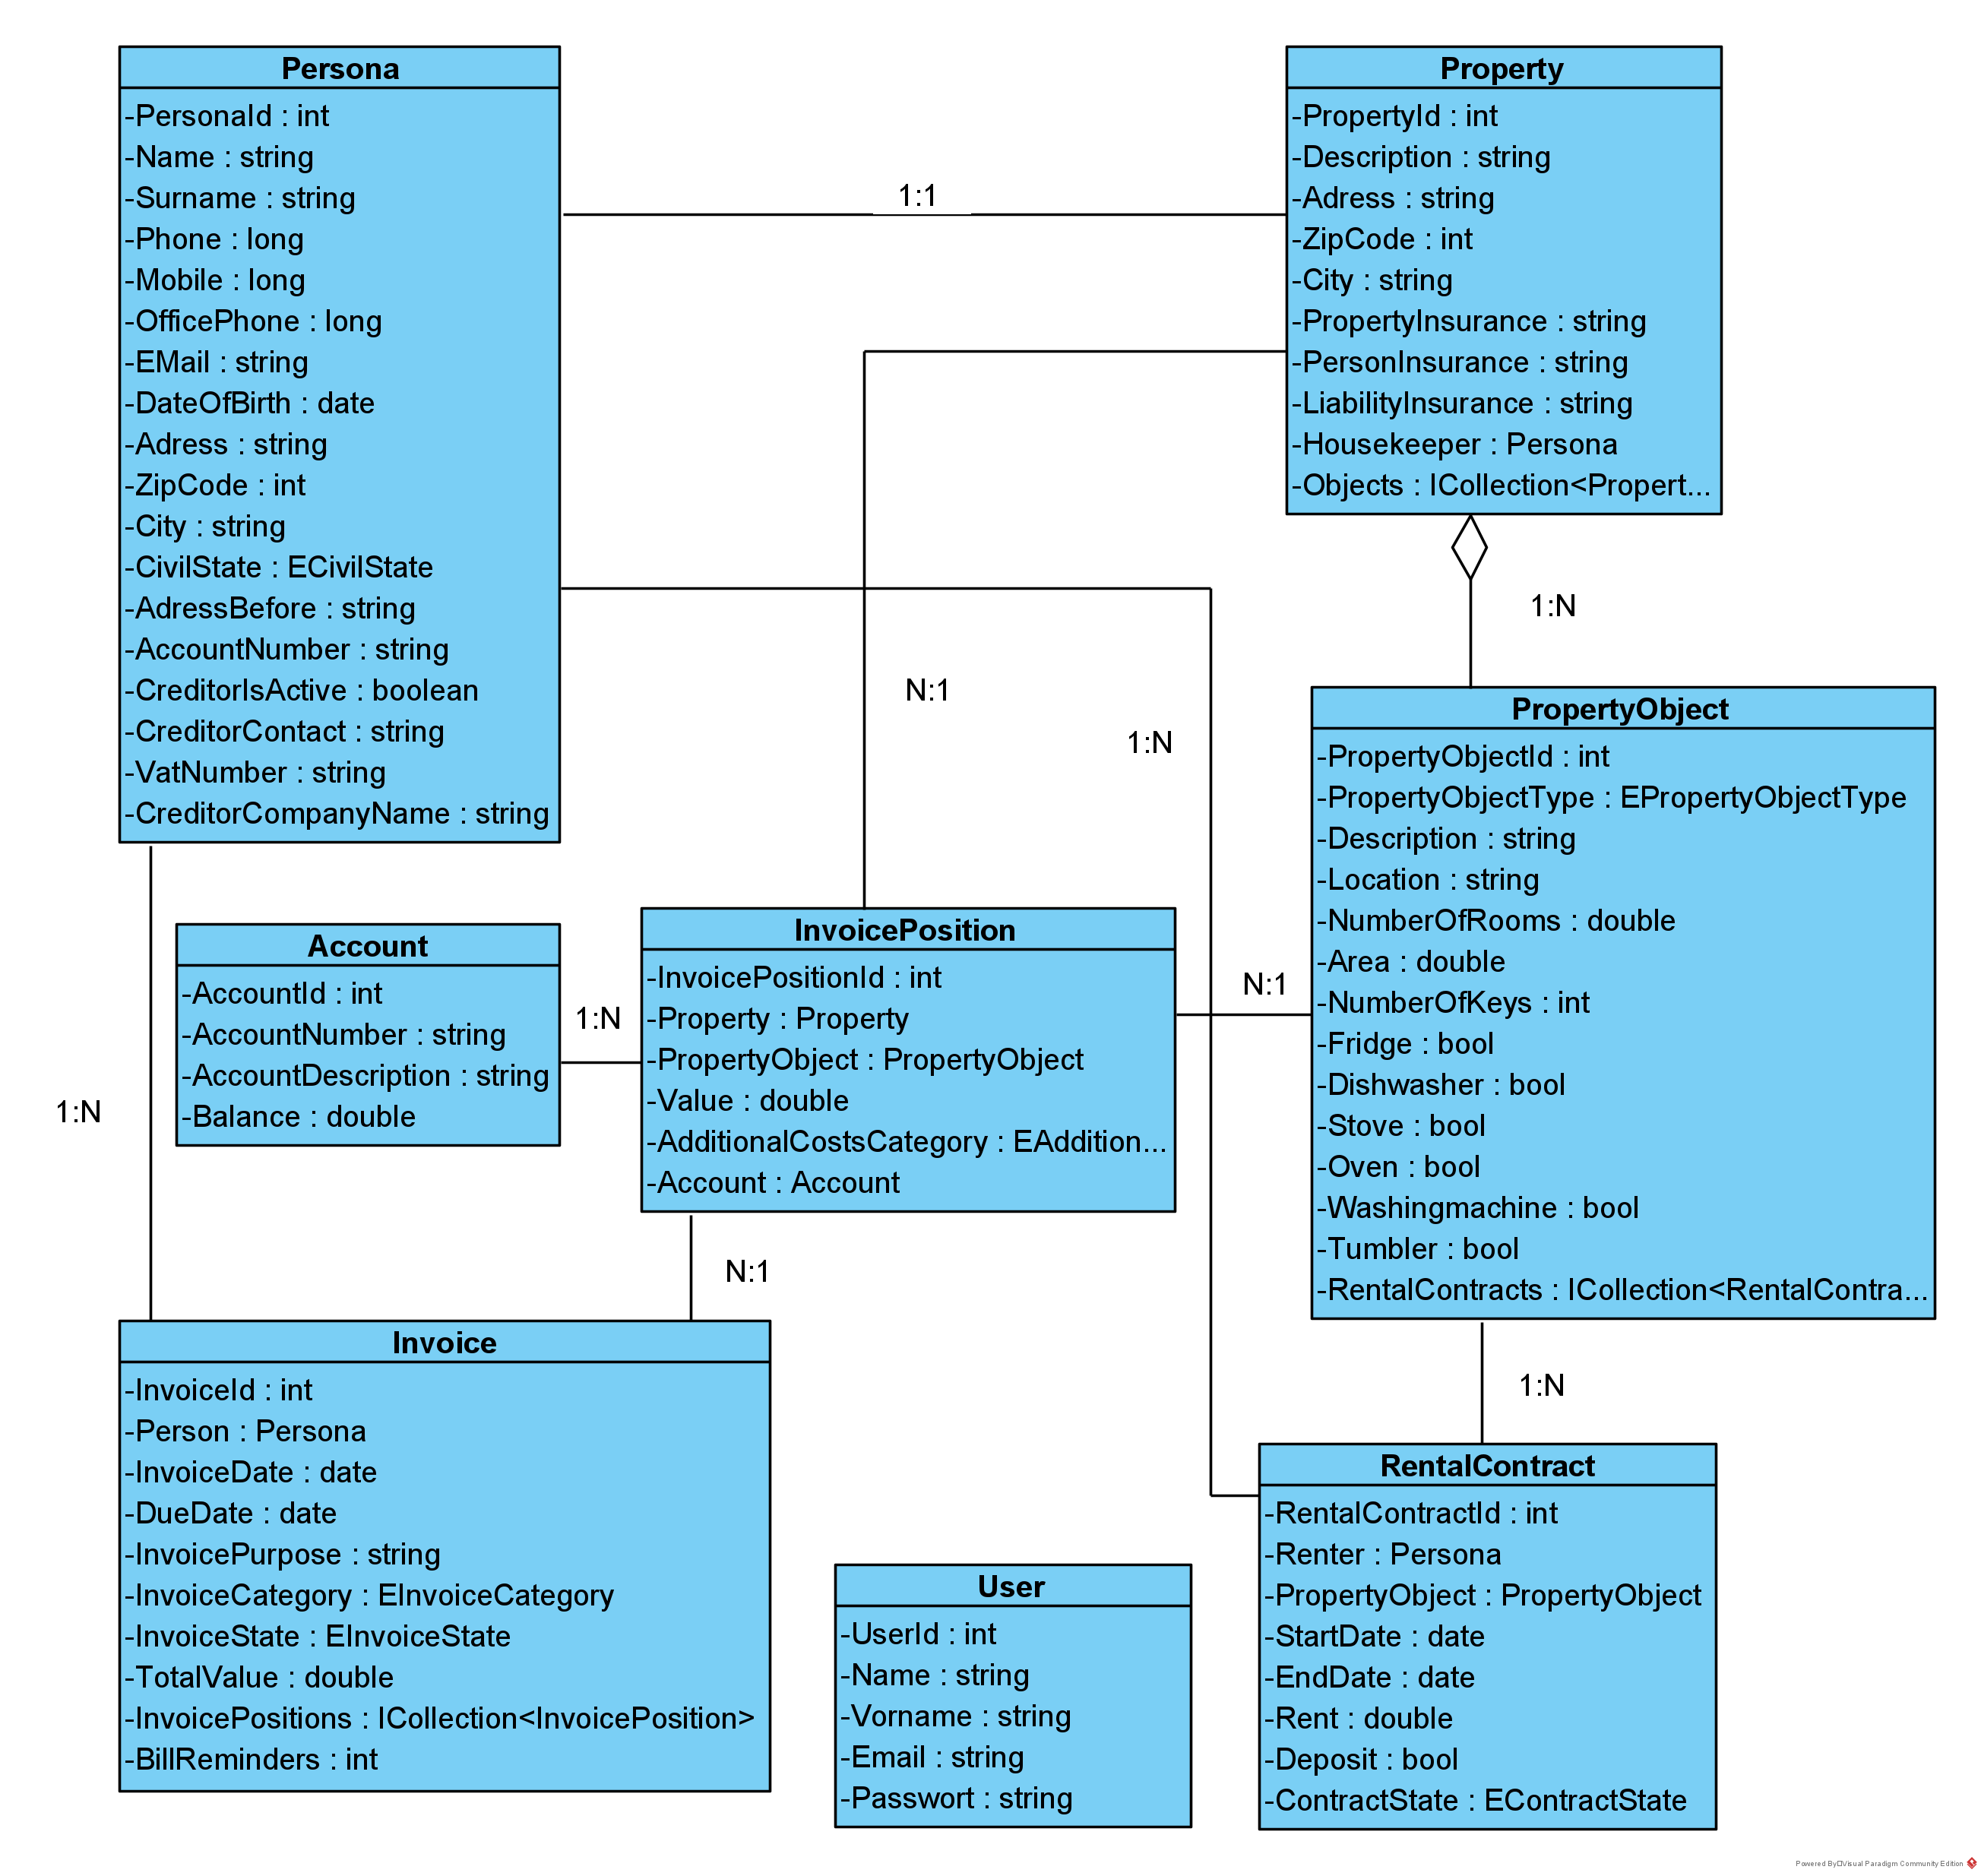 Persona
-PersonaId : int
-Name : string
-Surname : string
-Phone : long
-Mobile : long
-OfficePhone : long
-EMail : string
-DateOfBirth : date
-Adress : string
-ZipCode : int
-City : string
-CivilState : ECivilState
-AdressBefore : string
-AccountNumber : string
-CreditorIsActive : boolean
-CreditorContact : string
-VatNumber : string
-CreditorCompanyName : string
1:1
Property
-PropertyId : int
-Description : string
-Adress : string
-ZipCode : int
-City : string
-PropertyInsurance : string
-PersonInsurance : string
-LiabilityInsurance : string
-Housekeeper : Persona
-Objects : ICollection<Propert...
1:N
N:1
1:N
PropertyObject
-PropertyObjectId : int
-PropertyObjectType : EPropertyObjectType
-Description : string
-Location : string
-NumberOfRooms : double
-Area : double
-NumberOfKeys : int
-Fridge : bool
-Dishwasher : bool
-Stove : bool
-Oven : bool
-Washingmachine : bool
-Tumbler : bool
-RentalContracts : ICollection<RentalContra...
Account
-AccountId : int
-AccountNumber : string
-AccountDescription : string
-Balance : double
1:N
InvoicePosition
-InvoicePositionId : int
-Property : Property
-PropertyObject : PropertyObject
-Value : double
-AdditionalCostsCategory : EAddition...
-Account : Account
N:1
1:N
N:1
1:N
Invoice
-InvoiceId : int
-Person : Persona
-InvoiceDate : date
-DueDate : date
-InvoicePurpose : string
-InvoiceCategory : EInvoiceCategory
-InvoiceState : EInvoiceState
-TotalValue : double
-InvoicePositions : ICollection<InvoicePosition>
-BillReminders : int
User
-UserId : int
-Name : string
-Vorname : string
-Email : string
-Passwort : string
RentalContract
-RentalContractId : int
-Renter : Persona
-PropertyObject : PropertyObject
-StartDate : date
-EndDate : date
-Rent : double
-Deposit : bool
-ContractState : EContractState
Powered By□Visual Paradigm Community Edition